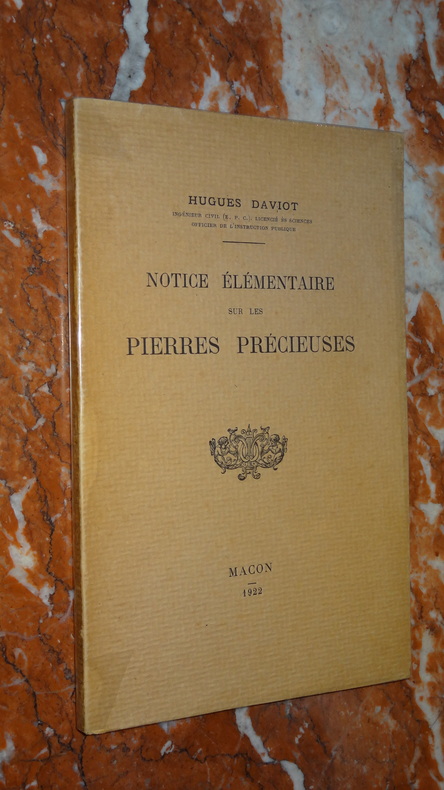 HUGUES DAVIOT
INGÉNIEUR CIVIL (E. P. C.), LICENCIÉ ÈS SCIENCES
OFFICIER DE L'INSTRUCTION PUBLIQUE
NOTICE ÉLÉMENTAIRE
SUR LES
PIERRES PRÉCIEUSES
MACON
1922